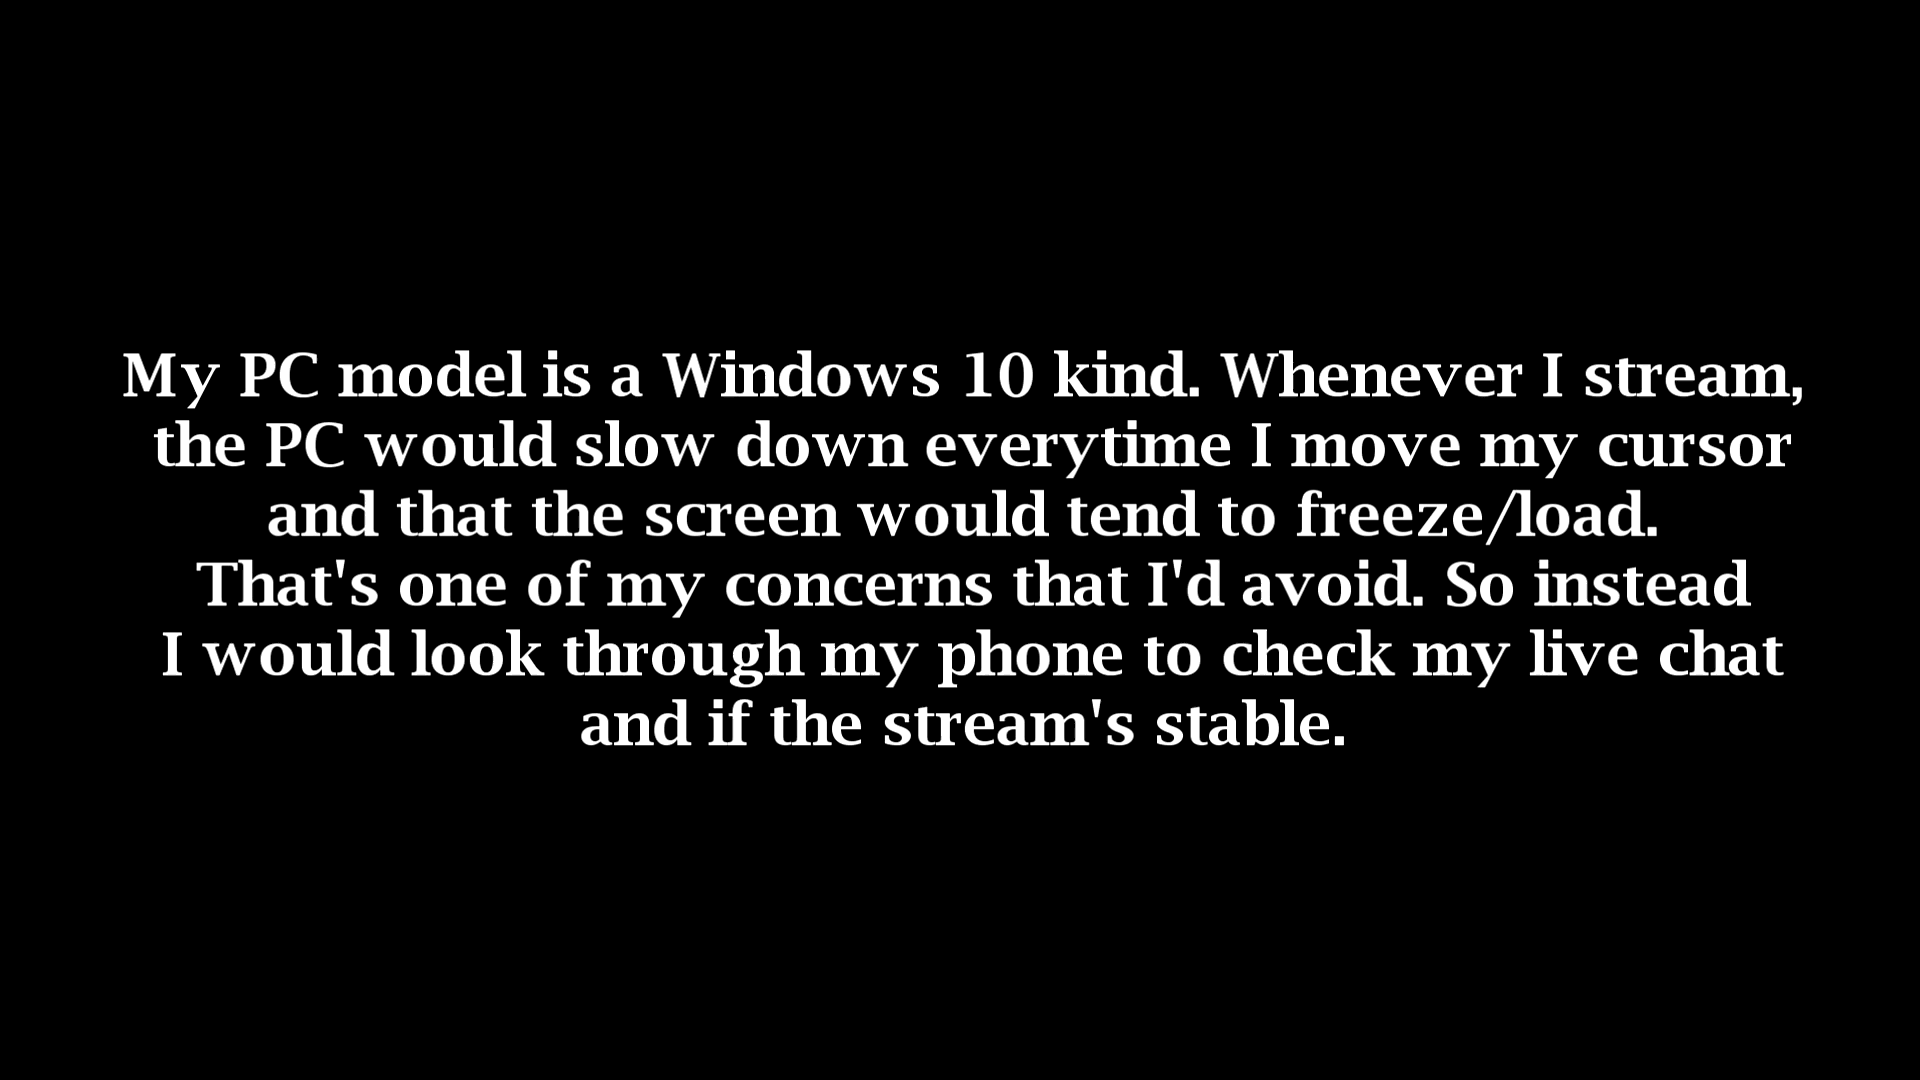 My PC model is a Windows 10 kind. Whenever I stream,
the PC would slow down everytime I move my cursor
and that the screen would tend to freeze/load.
That's one of my concerns that I'd avoid. So instead
I would look through my phone to check my live chat
and if the stream's stable.